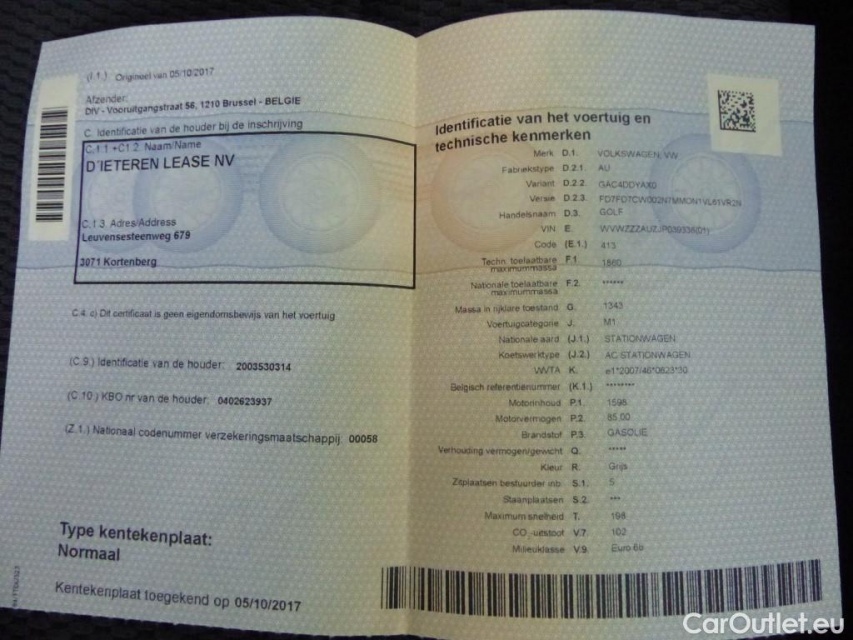 (I.1.) Origineel van 05/10/2017
Afzender:
DIV - Vooruitgangstraat 56, 1210 Brussel - BELGIE
C. Identificatie van de houder bij de inschrijving
C.1.1.+C1.2. Naam/Name
D'IETEREN LEASE NV
C.1.3. Adres/Address
Leuvensesteenweg 679
3071 Kortenberg
C.4. c) Dit certificaat is geen eigendomsbewijs van het voertuig
(C.9.) Identificatie van de houder: 2003530314
(C.10.) KBO nr van de houder: 0402623937
(Z.1.) Nationaal codenummer verzekeringsmaatschappij: 00058
Type kentekenplaat:
Normaal
Kentekenplaat toegekend op 05/10/2017
Identificatie van het voertuig en
technische kenmerken
Merk D.1. VOLKSWAGEN, VW
Fabriekstype D.2.1. AU
Variant D.2.2. GAC4DDYAX0
Versie D.2.3.
Handelsnaam D.3. GOLF
VIN E.
Code (E.1.) 413
Techn. toelaatbare maximummassa F.1. 1860
Nationale toelaatbare maximummassa F.2. ******
Massa in rijklare toestand G. 1343
Voertuigcategorie J. M1
Nationale aard (J.1.) STATIONWAGEN
Koetswerktype (J.2.) AC STATIONWAGEN
WVTA K. e1*2007/46*0623*30
Belgisch referentienummer (K.1.) ********
Motorinhoud P.1. 1598
Motorvermogen P.2. 85.00
Brandstof P.3. GASOLIE
Verhouding vermogen/gewicht Q. *****
Kleur R. Grijs
Zitplaatsen bestuurder inb. S.1. 5
Staanplaatsen S.2. ***
Maximum snelheid T. 198
CO₂-uitstoot V.7. 102
Milieuklasse V.9. Euro 6b
CarOutlet.eu